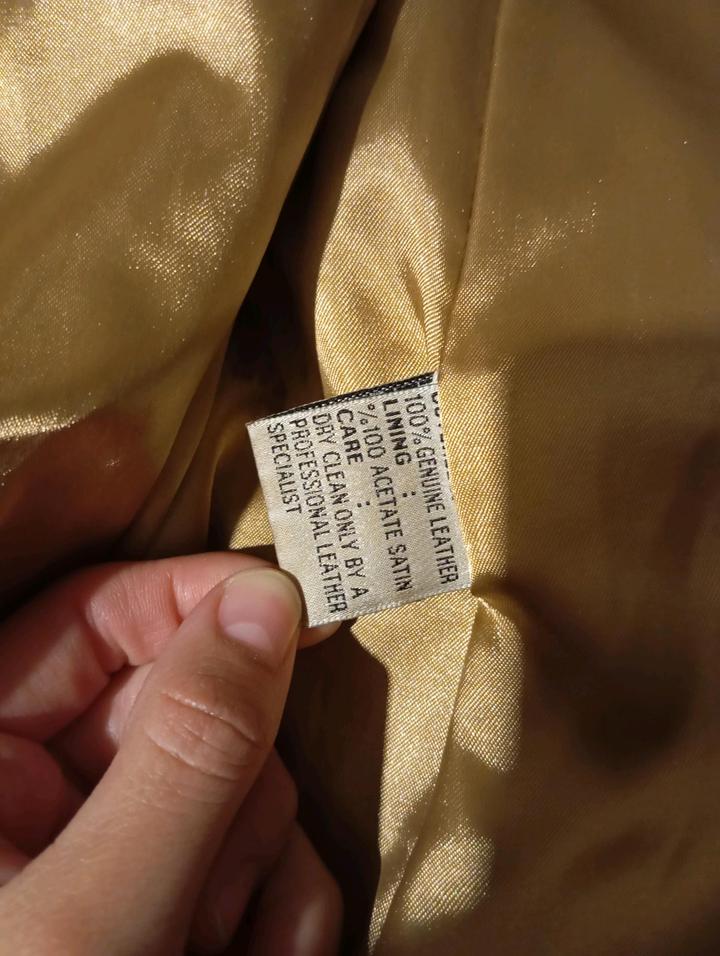 100% GENUINE LEATHER
LINING :
%100 ACETATE SATIN
CARE :
DRY CLEAN ONLY BY A
PROFESSIONAL LEATHER
SPECIALIST